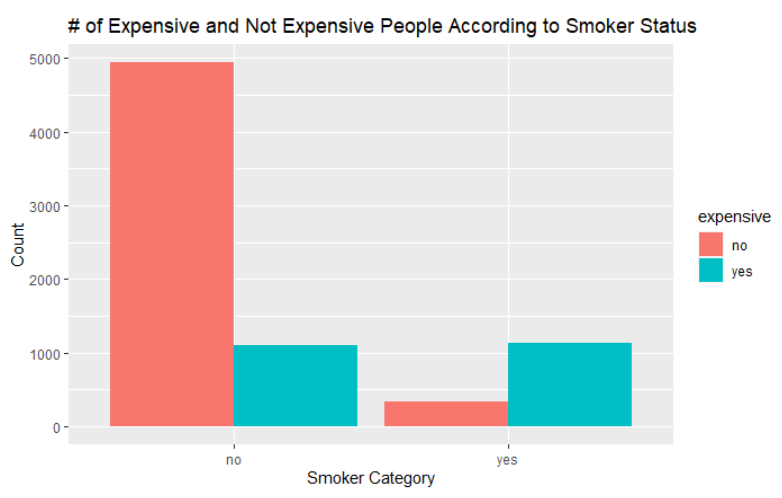 # of Expensive and Not Expensive People According to Smoker Status
5000
4000
3000
2000
1000
0
Count
no
yes
Smoker Category
expensive
no
yes